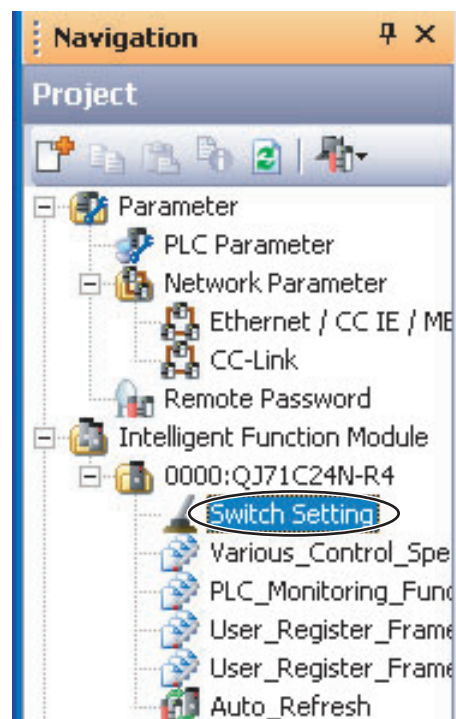 Navigation
Project
Parameter
PLC Parameter
Network Parameter
Ethernet / CC IE / ME
CC-Link
Remote Password
Intelligent Function Module
0000:QJ71C24N-R4
Switch Setting
Various_Control_Spe
PLC_Monitoring_Func
User_Register_Frame
User_Register_Frame
Auto_Refresh